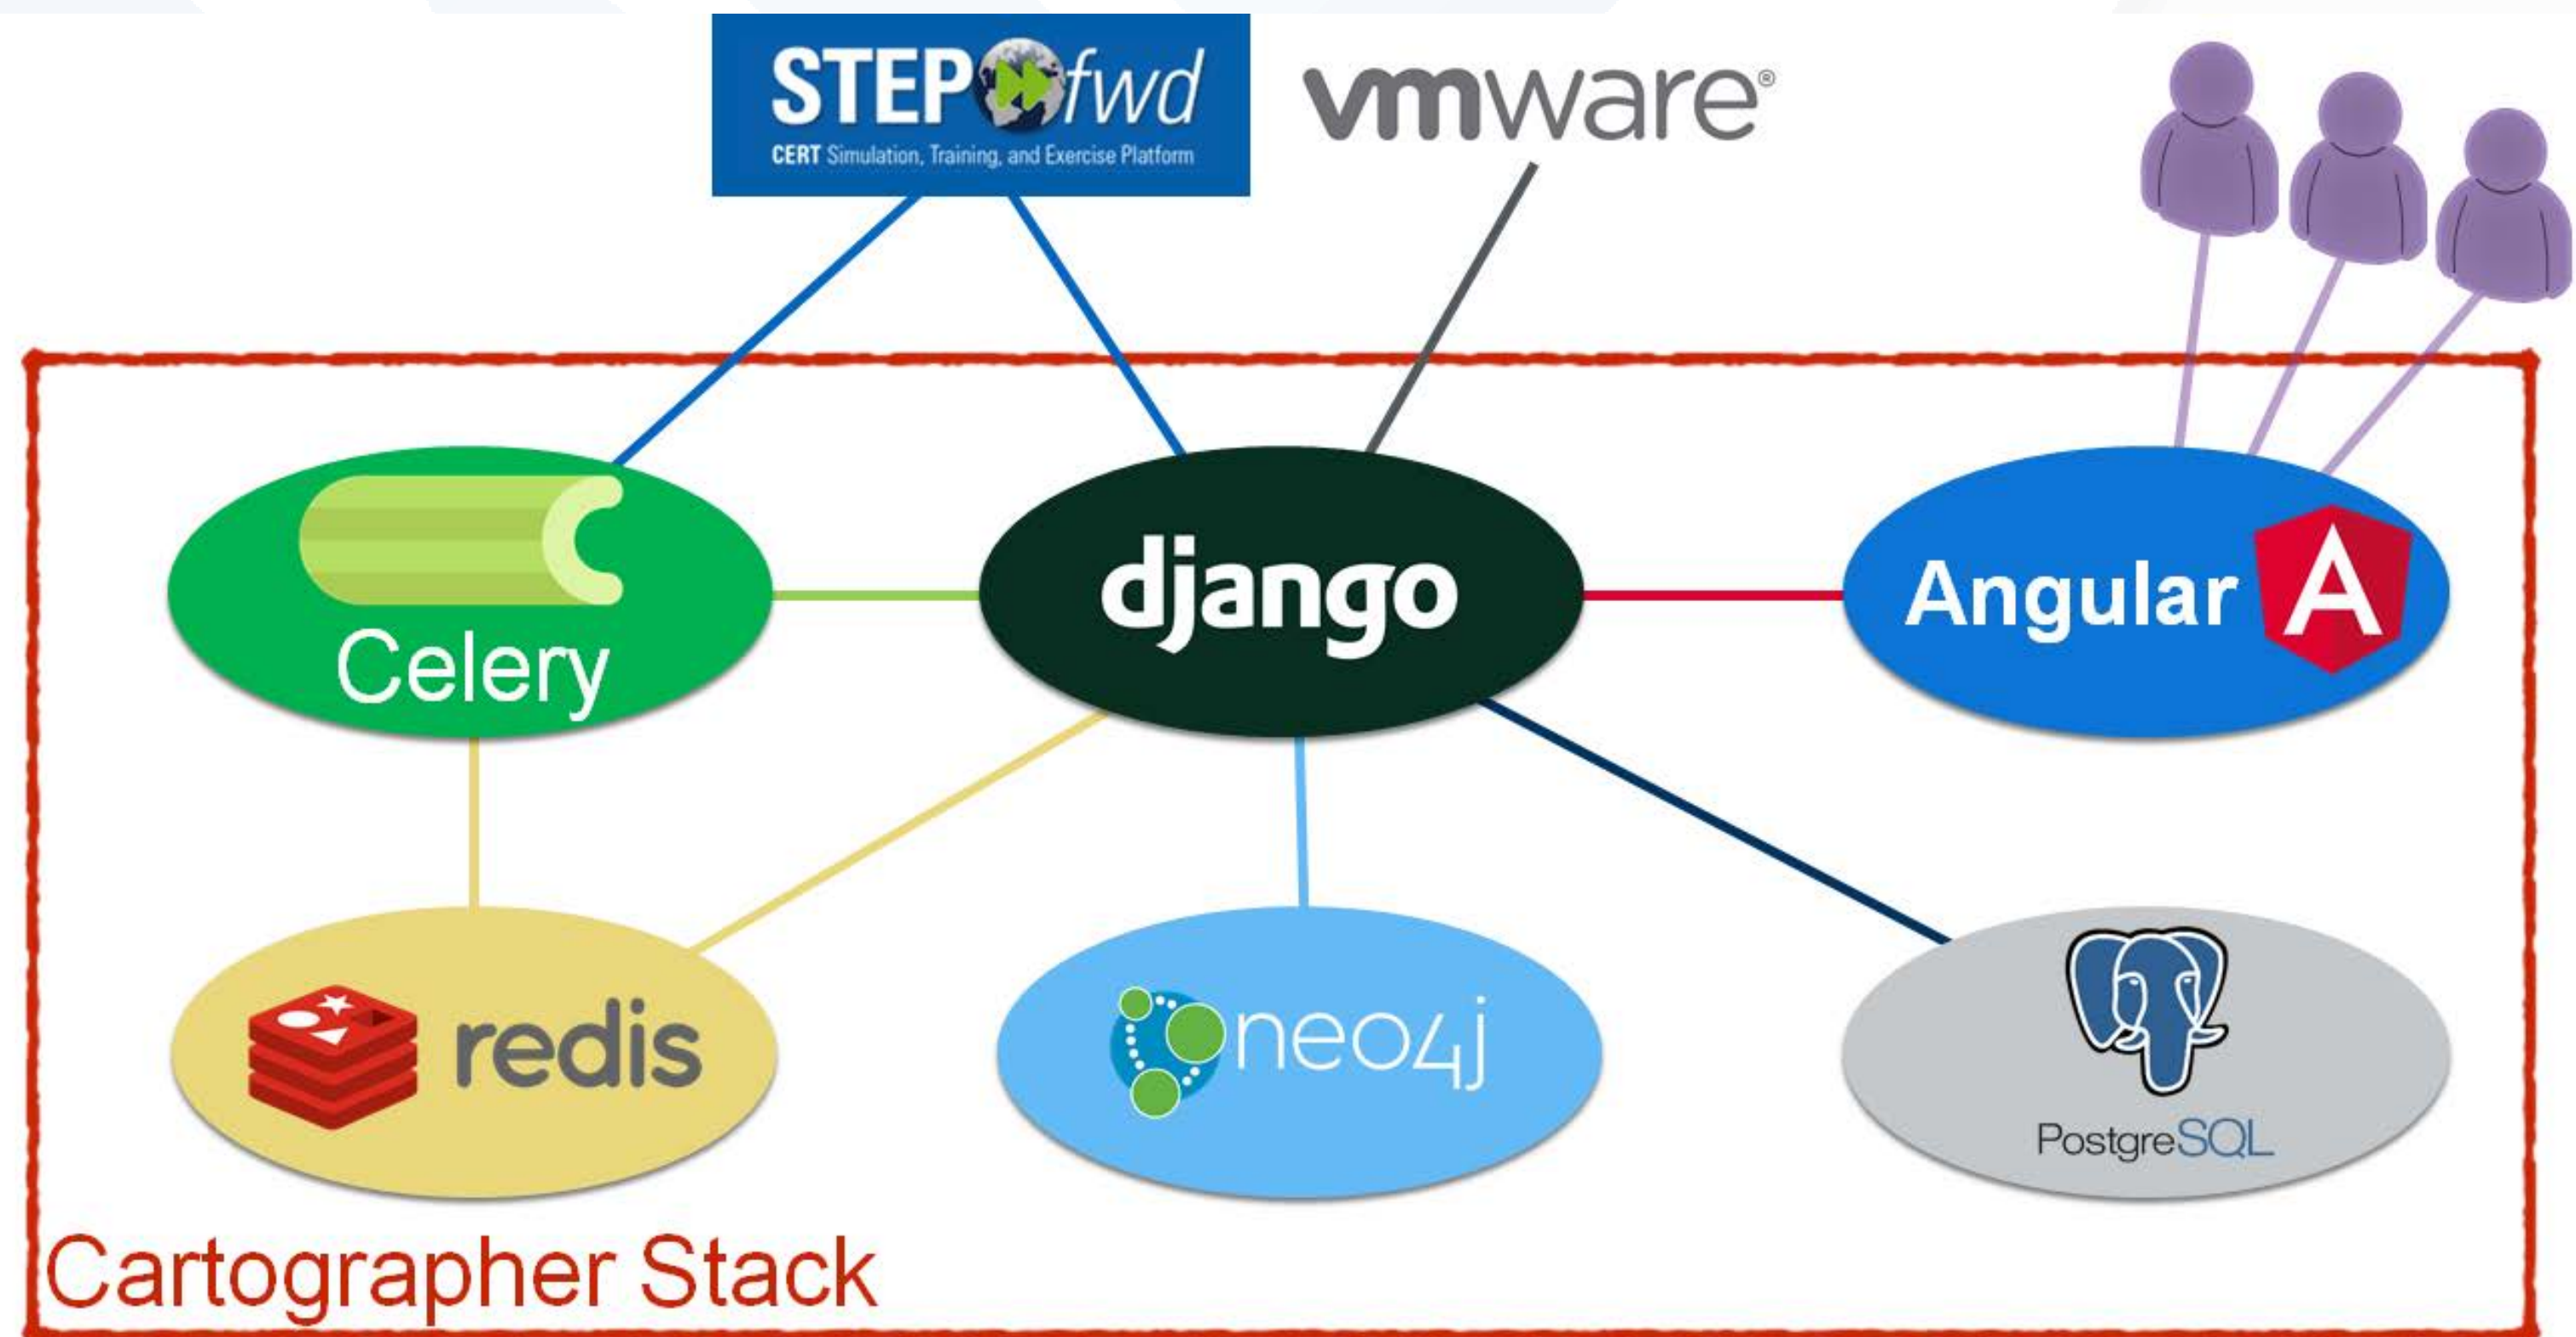 STEP fwd
CERT Simulation, Training, and Exercise Platform
vmware®
Celery
django
Angular A
redis
neo4j
PostgreSQL
Cartographer Stack